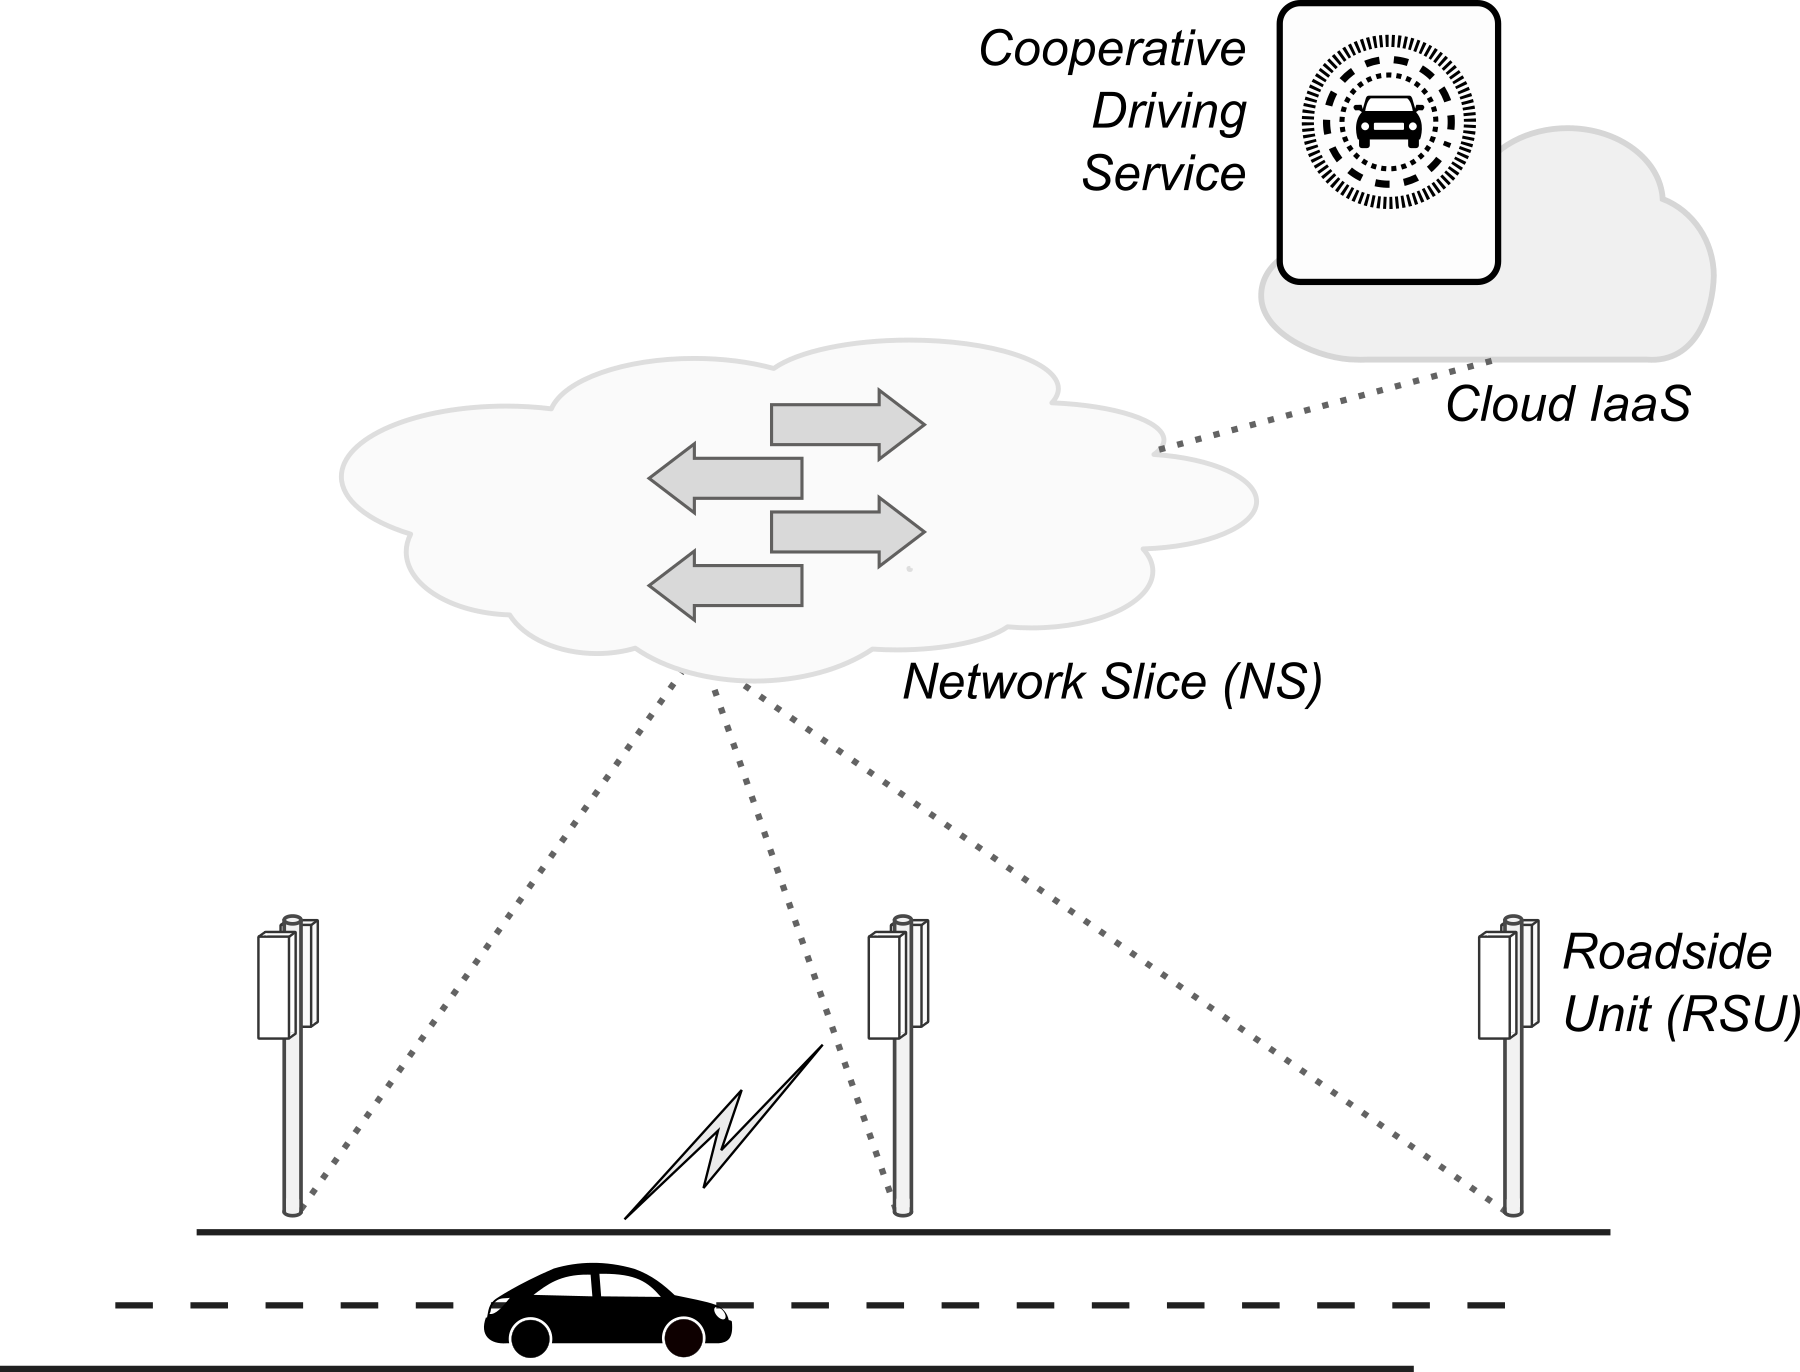 Cooperative
Driving
Service
Cloud IaaS
Network Slice (NS)
Roadside
Unit (RSU)